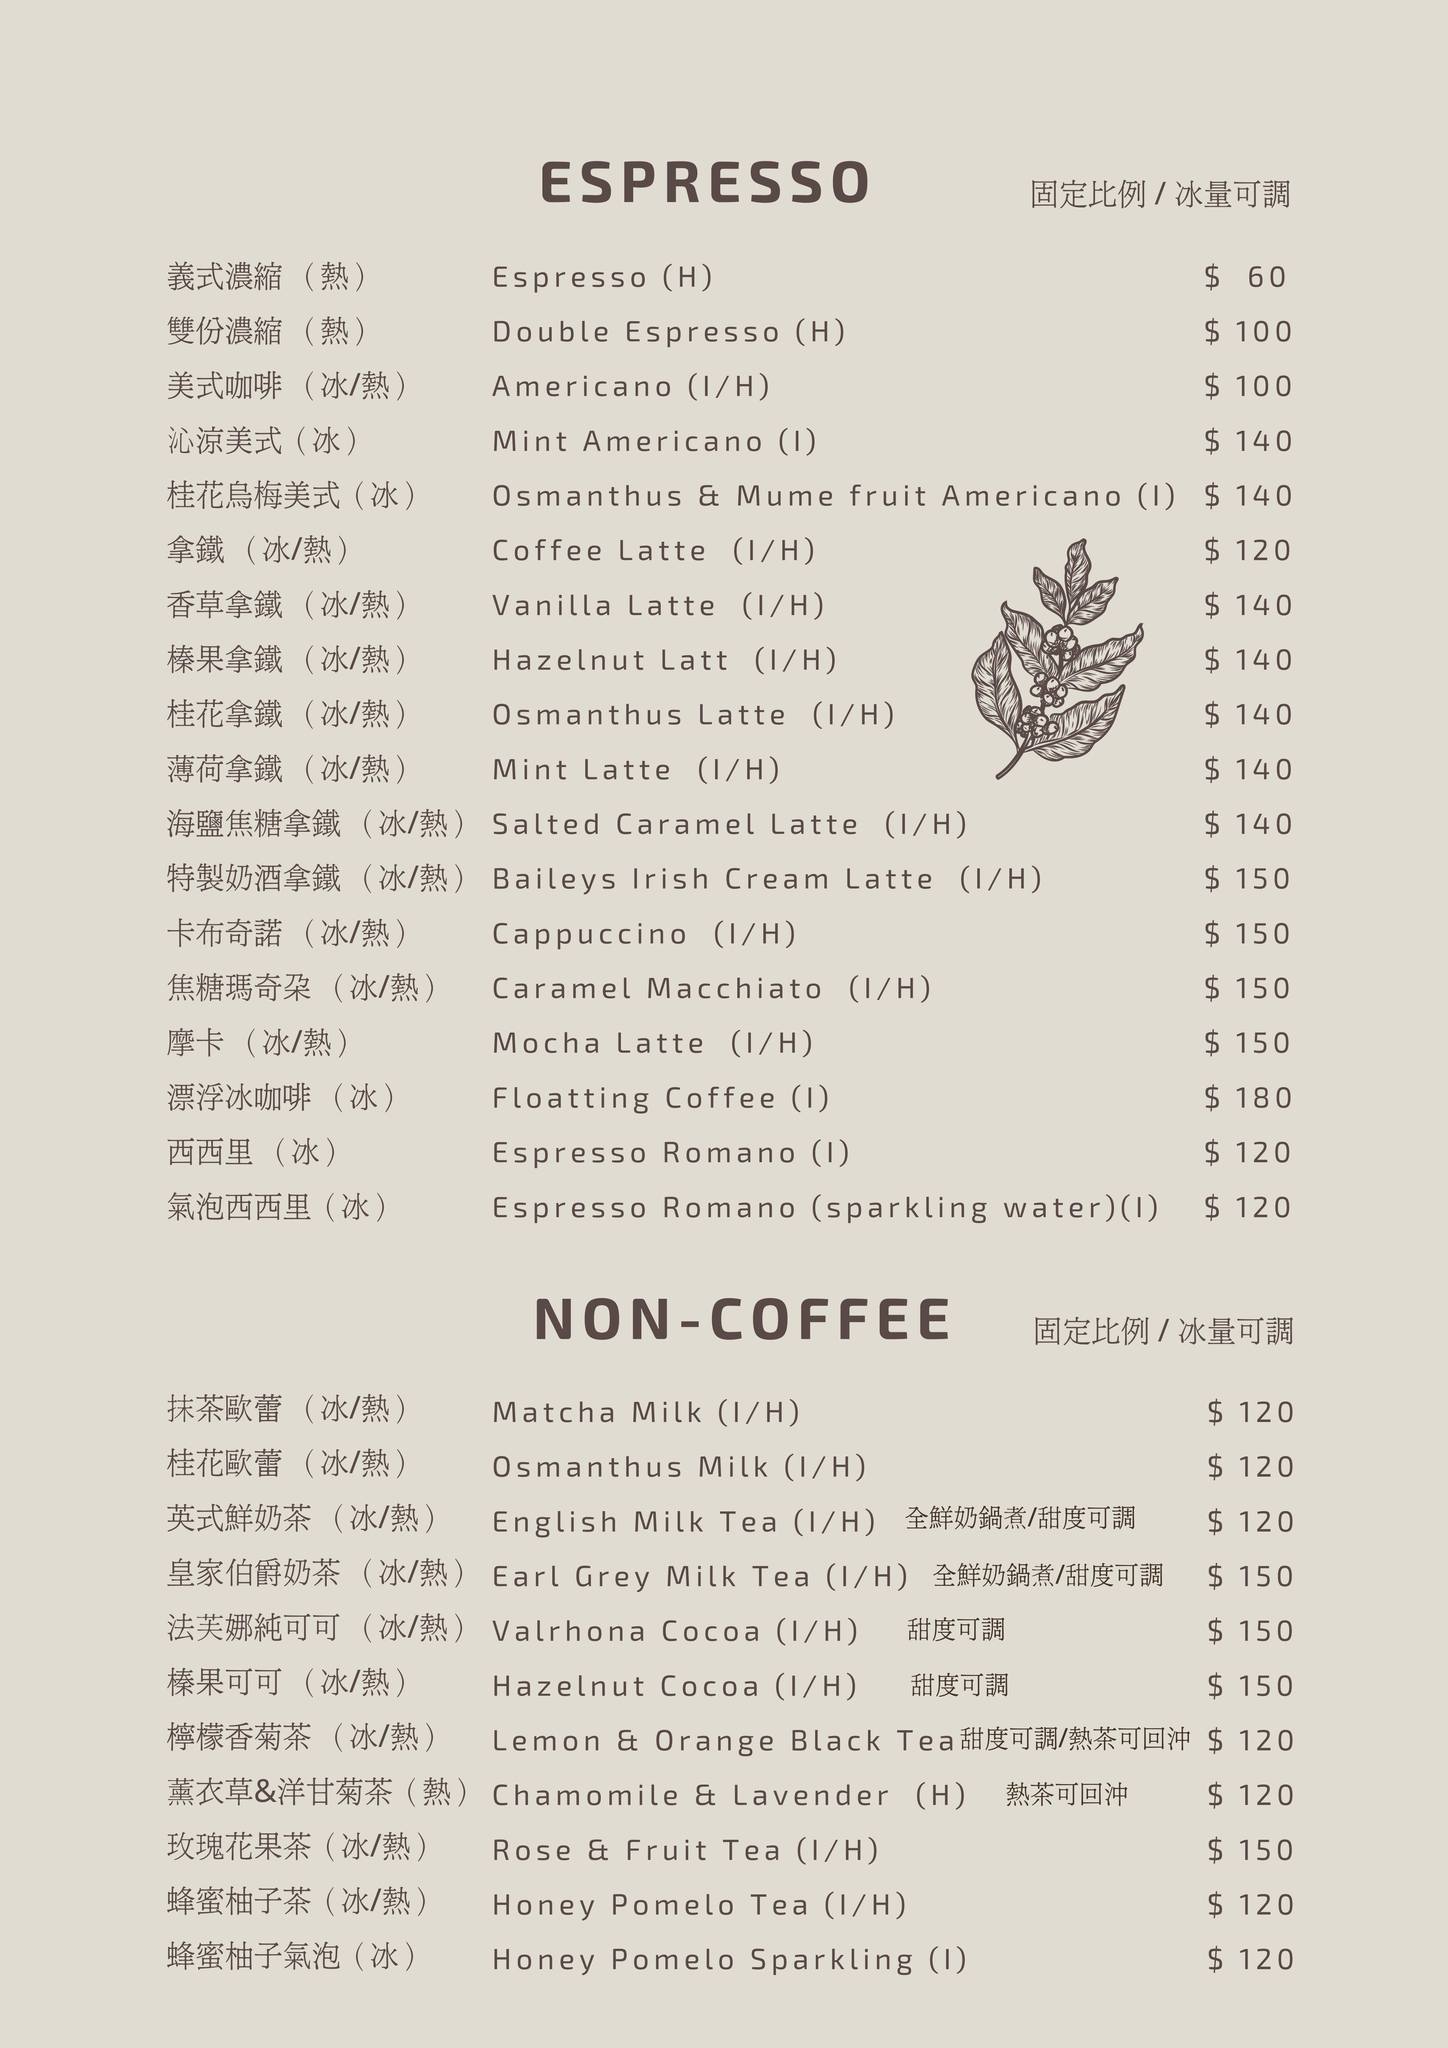 ESPRESSO 固定比例 / 冰量可調
義式濃縮 （熱） Espresso (H) $ 60
雙份濃縮 （熱） Double Espresso (H) $ 100
美式咖啡 （冰/熱） Americano (I/H) $ 100
沁涼美式（冰） Mint Americano (I) $ 140
桂花烏梅美式（冰） Osmanthus & Mume fruit Americano (I) $ 140
拿鐵 （冰/熱） Coffee Latte (I/H) $ 120
香草拿鐵 （冰/熱） Vanilla Latte (I/H) $ 140
榛果拿鐵 （冰/熱） Hazelnut Latt (I/H) $ 140
桂花拿鐵 （冰/熱） Osmanthus Latte (I/H) $ 140
薄荷拿鐵 （冰/熱） Mint Latte (I/H) $ 140
海鹽焦糖拿鐵 （冰/熱） Salted Caramel Latte (I/H) $ 140
特製奶酒拿鐵 （冰/熱） Baileys Irish Cream Latte (I/H) $ 150
卡布奇諾 （冰/熱） Cappuccino (I/H) $ 150
焦糖瑪奇朶 （冰/熱） Caramel Macchiato (I/H) $ 150
摩卡 （冰/熱） Mocha Latte (I/H) $ 150
漂浮冰咖啡 （冰） Floatting Coffee (I) $ 180
西西里 （冰） Espresso Romano (I) $ 120
氣泡西西里（冰） Espresso Romano (sparkling water)(I) $ 120
NON-COFFEE 固定比例 / 冰量可調
抹茶歐蕾 （冰/熱） Matcha Milk (I/H) $ 120
桂花歐蕾 （冰/熱） Osmanthus Milk (I/H) $ 120
英式鮮奶茶 （冰/熱） English Milk Tea (I/H) 全鮮奶鍋煮/甜度可調 $ 120
皇家伯爵奶茶 （冰/熱） Earl Grey Milk Tea (I/H) 全鮮奶鍋煮/甜度可調 $ 150
法芙娜純可可 （冰/熱） Valrhona Cocoa (I/H) 甜度可調 $ 150
榛果可可 （冰/熱） Hazelnut Cocoa (I/H) 甜度可調 $ 150
檸檬香菊茶 （冰/熱） Lemon & Orange Black Tea 甜度可調/熱茶可回沖 $ 120
薰衣草&洋甘菊茶（熱） Chamomile & Lavender (H) 熱茶可回沖 $ 120
玫瑰花果茶（冰/熱） Rose & Fruit Tea (I/H) $ 150
蜂蜜柚子茶（冰/熱） Honey Pomelo Tea (I/H) $ 120
蜂蜜柚子氣泡（冰） Honey Pomelo Sparkling (I) $ 120